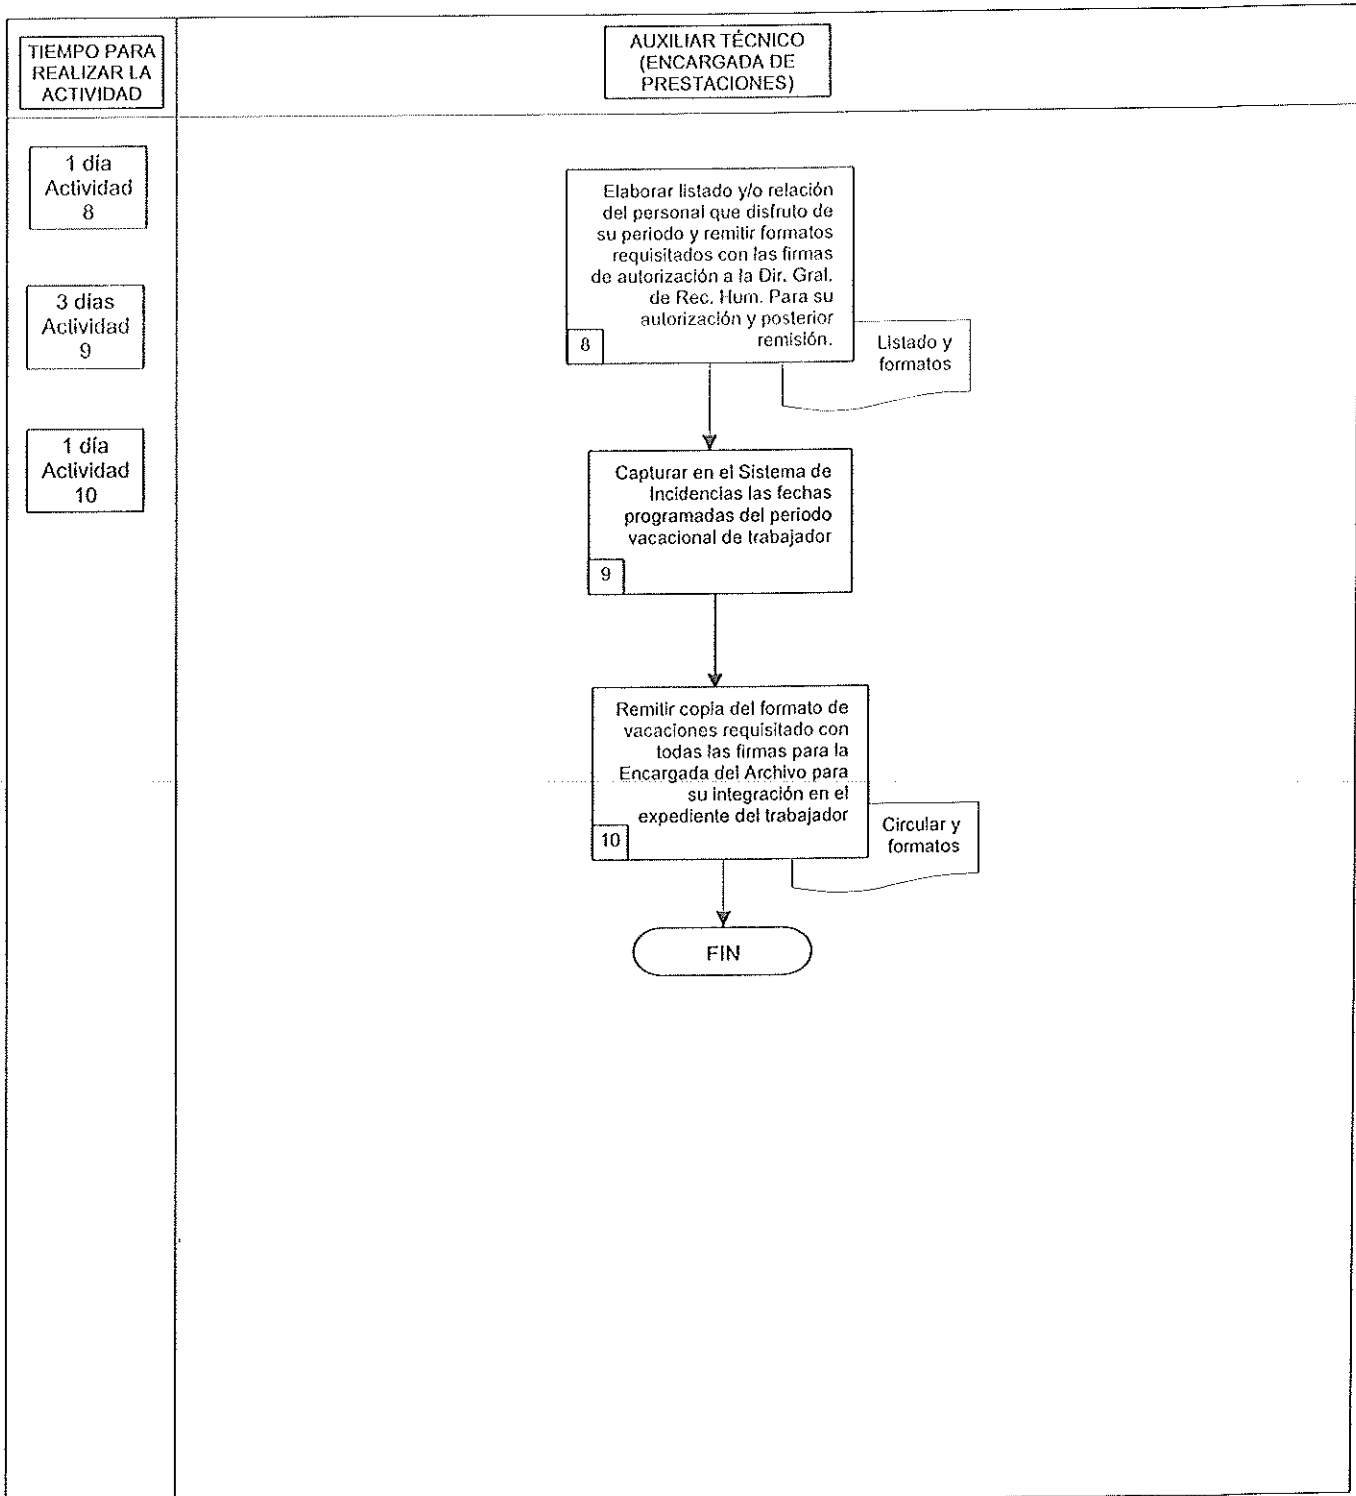 TIEMPO PARA
REALIZAR LA
ACTIVIDAD
AUXILIAR TÉCNICO
(ENCARGADA DE
PRESTACIONES)
1 día
Actividad
8
3 días
Actividad
9
1 día
Actividad
10
Elaborar listado y/o relación
del personal que disfruto de
su periodo y remitir formatos
requisitados con las firmas
de autorización a la Dir. Gral.
de Rec. Hum. Para su
autorización y posterior
remisión.
8
Listado y
formatos
Capturar en el Sistema de
Incidencias las fechas
programadas del periodo
vacacional de trabajador
9
Remitir copia del formato de
vacaciones requisitado con
todas las firmas para la
Encargada del Archivo para
su integración en el
expediente del trabajador
10
Circular y
formatos
FIN